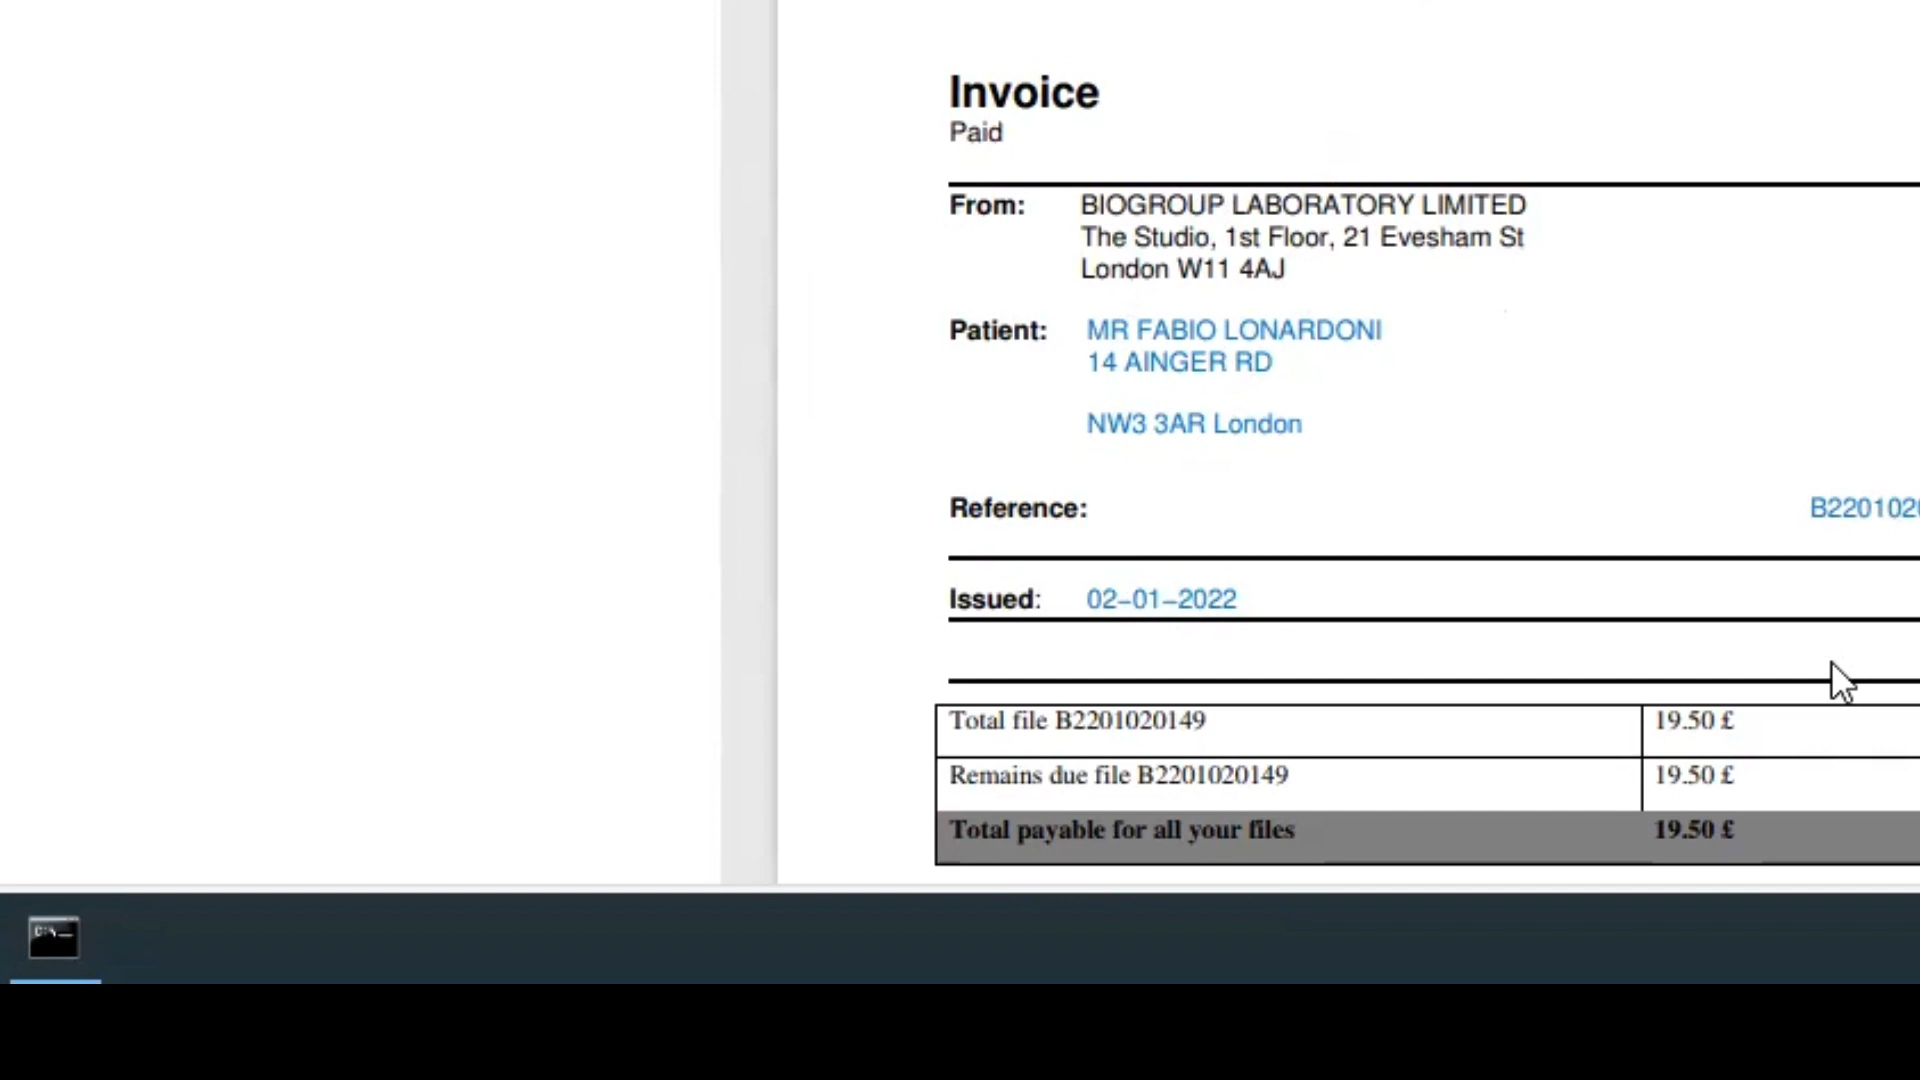 Invoice
Paid
From: BIOGROUP LABORATORY LIMITED
The Studio, 1st Floor, 21 Evesham St
London W11 4AJ
Patient: MR FABIO LONARDONI
14 AINGER RD
NW3 3AR London
Reference:
Issued: 02–01–2022
Total file B2201020149 19.50 £
Remains due file B2201020149 19.50 £
Total payable for all your files 19.50 £